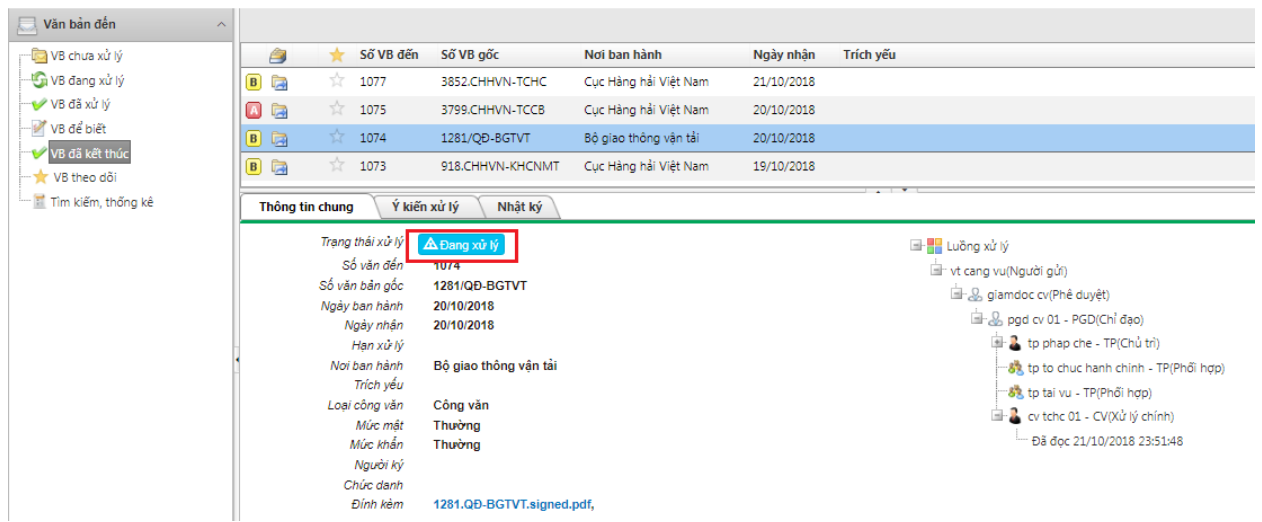 Văn bản đến
VB chưa xử lý
VB đang xử lý
VB đã xử lý
VB để biết
VB đã kết thúc
VB theo dõi
Tìm kiếm, thống kê
Số VB đến Số VB gốc Nơi ban hành Ngày nhận Trích yếu
B 1077 3852.CHHVN-TCHC Cục Hàng hải Việt Nam 21/10/2018
A 1075 3799.CHHVN-TCCB Cục Hàng hải Việt Nam 20/10/2018
B 1074 1281/QĐ-BGTVT Bộ giao thông vận tải 20/10/2018
B 1073 918.CHHVN-KHCNMT Cục Hàng hải Việt Nam 19/10/2018
Thông tin chung Ý kiến xử lý Nhật ký
Trạng thái xử lý Đang xử lý
Số văn đến 1074
Số văn bản gốc 1281/QĐ-BGTVT
Ngày ban hành 20/10/2018
Ngày nhận 20/10/2018
Hạn xử lý
Nơi ban hành Bộ giao thông vận tải
Trích yếu
Loại công văn Công văn
Mức mật Thường
Mức khẩn Thường
Người ký
Chức danh
Đính kèm 1281.QĐ-BGTVT.signed.pdf,
Luồng xử lý
vt cang vu(Người gửi)
giamdoc cv(Phê duyệt)
pgd cv 01 - PGD(Chỉ đạo)
tp phap che - TP(Chủ trì)
tp to chuc hanh chinh - TP(Phối hợp)
tp tai vu - TP(Phối hợp)
cv tchc 01 - CV(Xử lý chính)
Đã đọc 21/10/2018 23:51:48